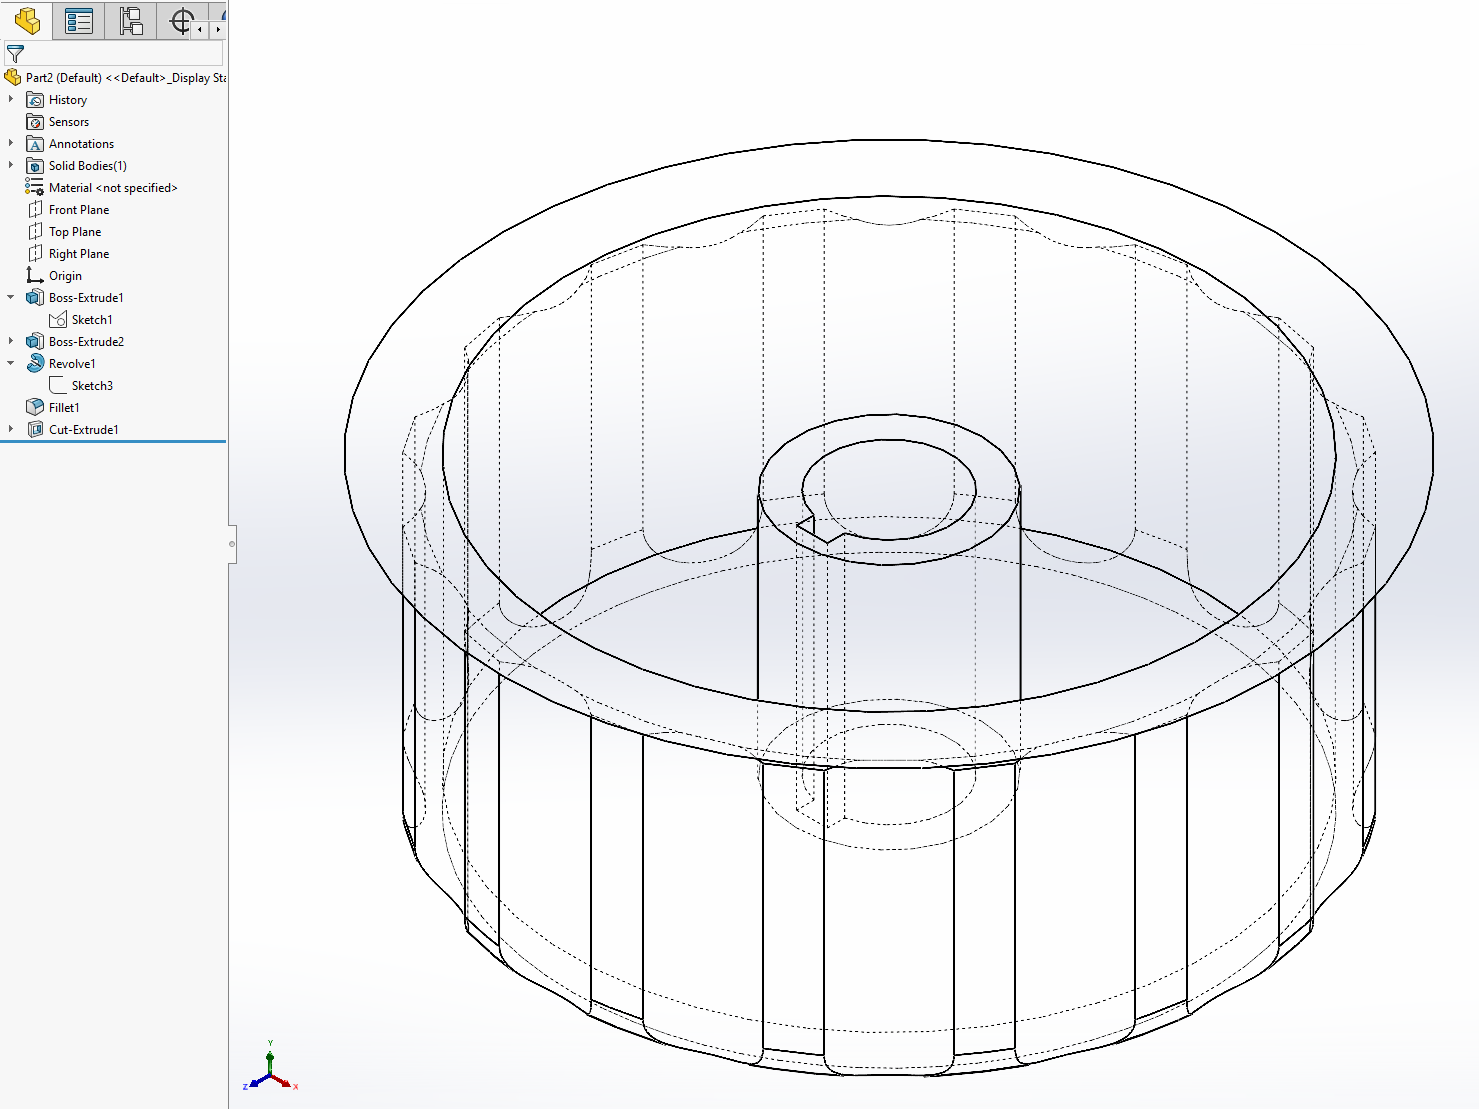 Part2 (Default) <<Default>_Display Sta
History
Sensors
A Annotations
Solid Bodies(1)
Material <not specified>
Front Plane
Top Plane
Right Plane
Origin
Boss-Extrude1
Sketch1
Boss-Extrude2
Revolve1
Sketch3
Fillet1
Cut-Extrude1
Y
Z X